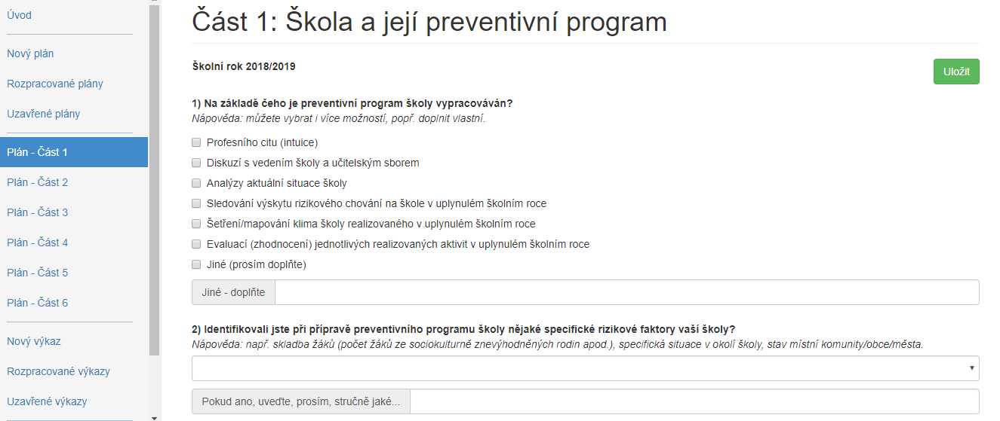 Úvod
Nový plán
Rozpracované plány
Uzavřené plány
Plán - Část 1
Plán - Část 2
Plán - Část 3
Plán - Část 4
Plán - Část 5
Plán - Část 6
Nový výkaz
Rozpracované výkazy
Uzavřené výkazy
Část 1: Škola a její preventivní program
Školní rok 2018/2019
Uložit
1) Na základě čeho je preventivní program školy vypracováván?
Nápověda: můžete vybrat i více možností, popř. doplnit vlastní.
Profesního citu (intuice)
Diskuzí s vedením školy a učitelským sborem
Analýzy aktuální situace školy
Sledování výskytu rizikového chování na škole v uplynulém školním roce
Šetření/mapování klima školy realizovaného v uplynulém školním roce
Evaluací (zhodnocení) jednotlivých realizovaných aktivit v uplynulém školním roce
Jiné (prosím doplňte)
Jiné - doplňte
2) Identifikovali jste při přípravě preventivního programu školy nějaké specifické rizikové faktory vaší školy?
Nápověda: např. skladba žáků (počet žáků ze sociokulturně znevýhodněných rodin apod.), specifická situace v okolí školy, stav místní komunity/obce/města.
Pokud ano, uveďte, prosím, stručně jaké...